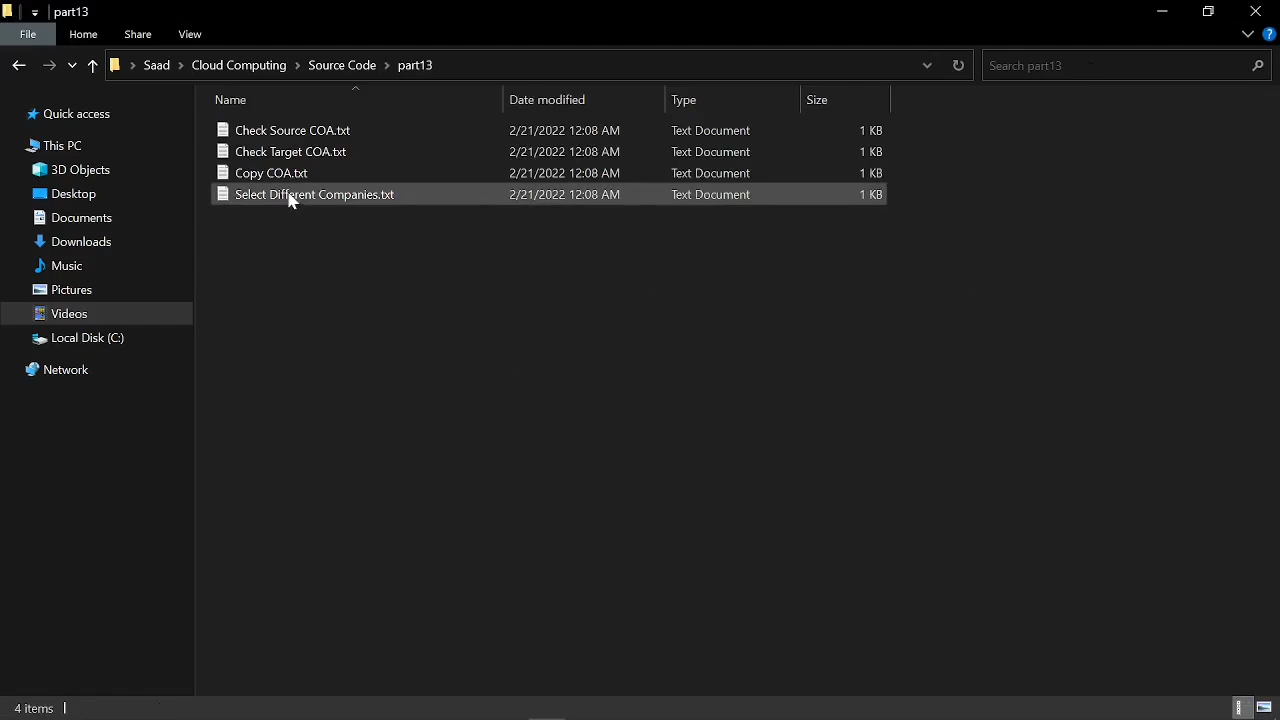 part13
File Home Share View
Saad Cloud Computing Source Code part13 Search part13
Name Date modified Type Size
Check Source COA.txt 2/21/2022 12:08 AM Text Document 1 KB
Check Target COA.txt 2/21/2022 12:08 AM Text Document 1 KB
Copy COA.txt 2/21/2022 12:08 AM Text Document 1 KB
Select Different Companies.txt 2/21/2022 12:08 AM Text Document 1 KB
Quick access
This PC
3D Objects
Desktop
Documents
Downloads
Music
Pictures
Videos
Local Disk (C:)
Network
4 items